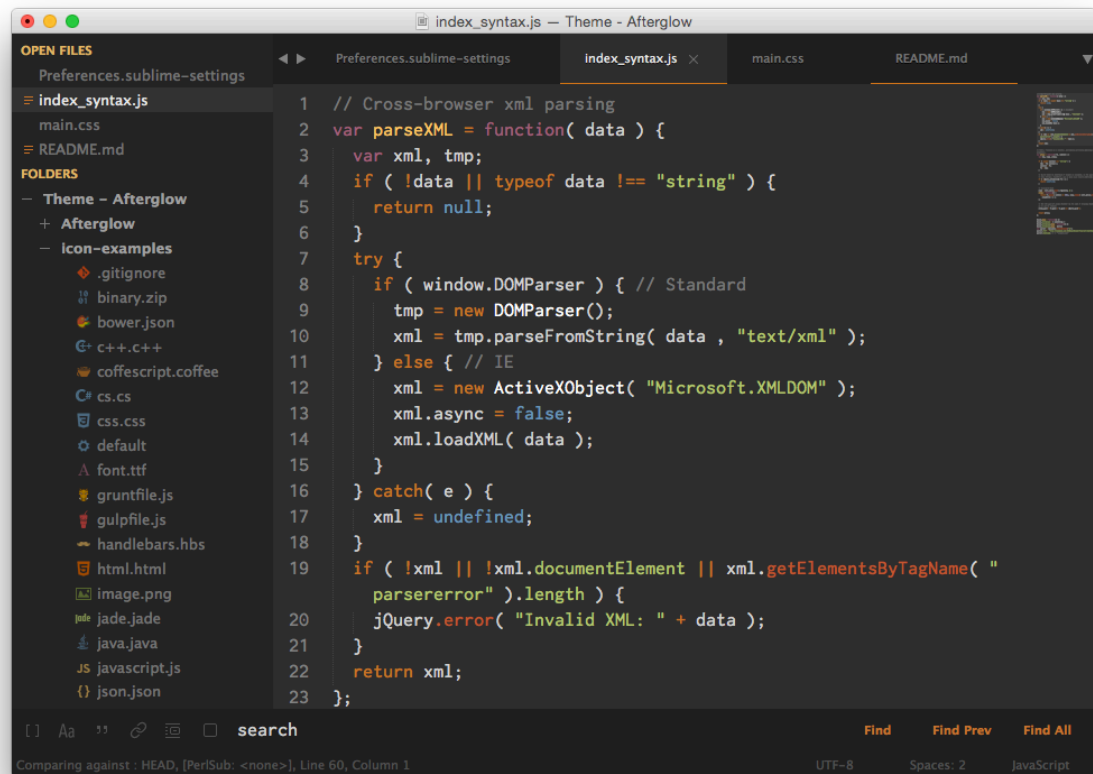 index_syntax.js — Theme - Afterglow
OPEN FILES
Preferences.sublime-settings
index_syntax.js
main.css
README.md
FOLDERS
— Theme - Afterglow
+ Afterglow
— icon-examples
.gitignore
binary.zip
bower.json
c++.c++
coffescript.coffee
C# cs.cs
css.css
default
A font.ttf
gruntfile.js
gulpfile.js
handlebars.hbs
html.html
image.png
jade jade.jade
java.java
JS javascript.js
{} json.json
Preferences.sublime-settings index_syntax.js × main.css README.md
1 // Cross-browser xml parsing
2 var parseXML = function( data ) {
3 var xml, tmp;
4 if ( !data || typeof data !== "string" ) {
5 return null;
6 }
7 try {
8 if ( window.DOMParser ) { // Standard
9 tmp = new DOMParser();
10 xml = tmp.parseFromString( data , "text/xml" );
11 } else { // IE
12 xml = new ActiveXObject( "Microsoft.XMLDOM" );
13 xml.async = false;
14 xml.loadXML( data );
15 }
16 } catch( e ) {
17 xml = undefined;
18 }
19 if ( !xml || !xml.documentElement || xml.getElementsByTagName( "
parsererror" ).length ) {
20 jQuery.error( "Invalid XML: " + data );
21 }
22 return xml;
23 };
[] Aa ” search Find Find Prev Find All
Comparing against : HEAD, [PerlSub: <none>], Line 60, Column 1 UTF-8 Spaces: 2 JavaScript